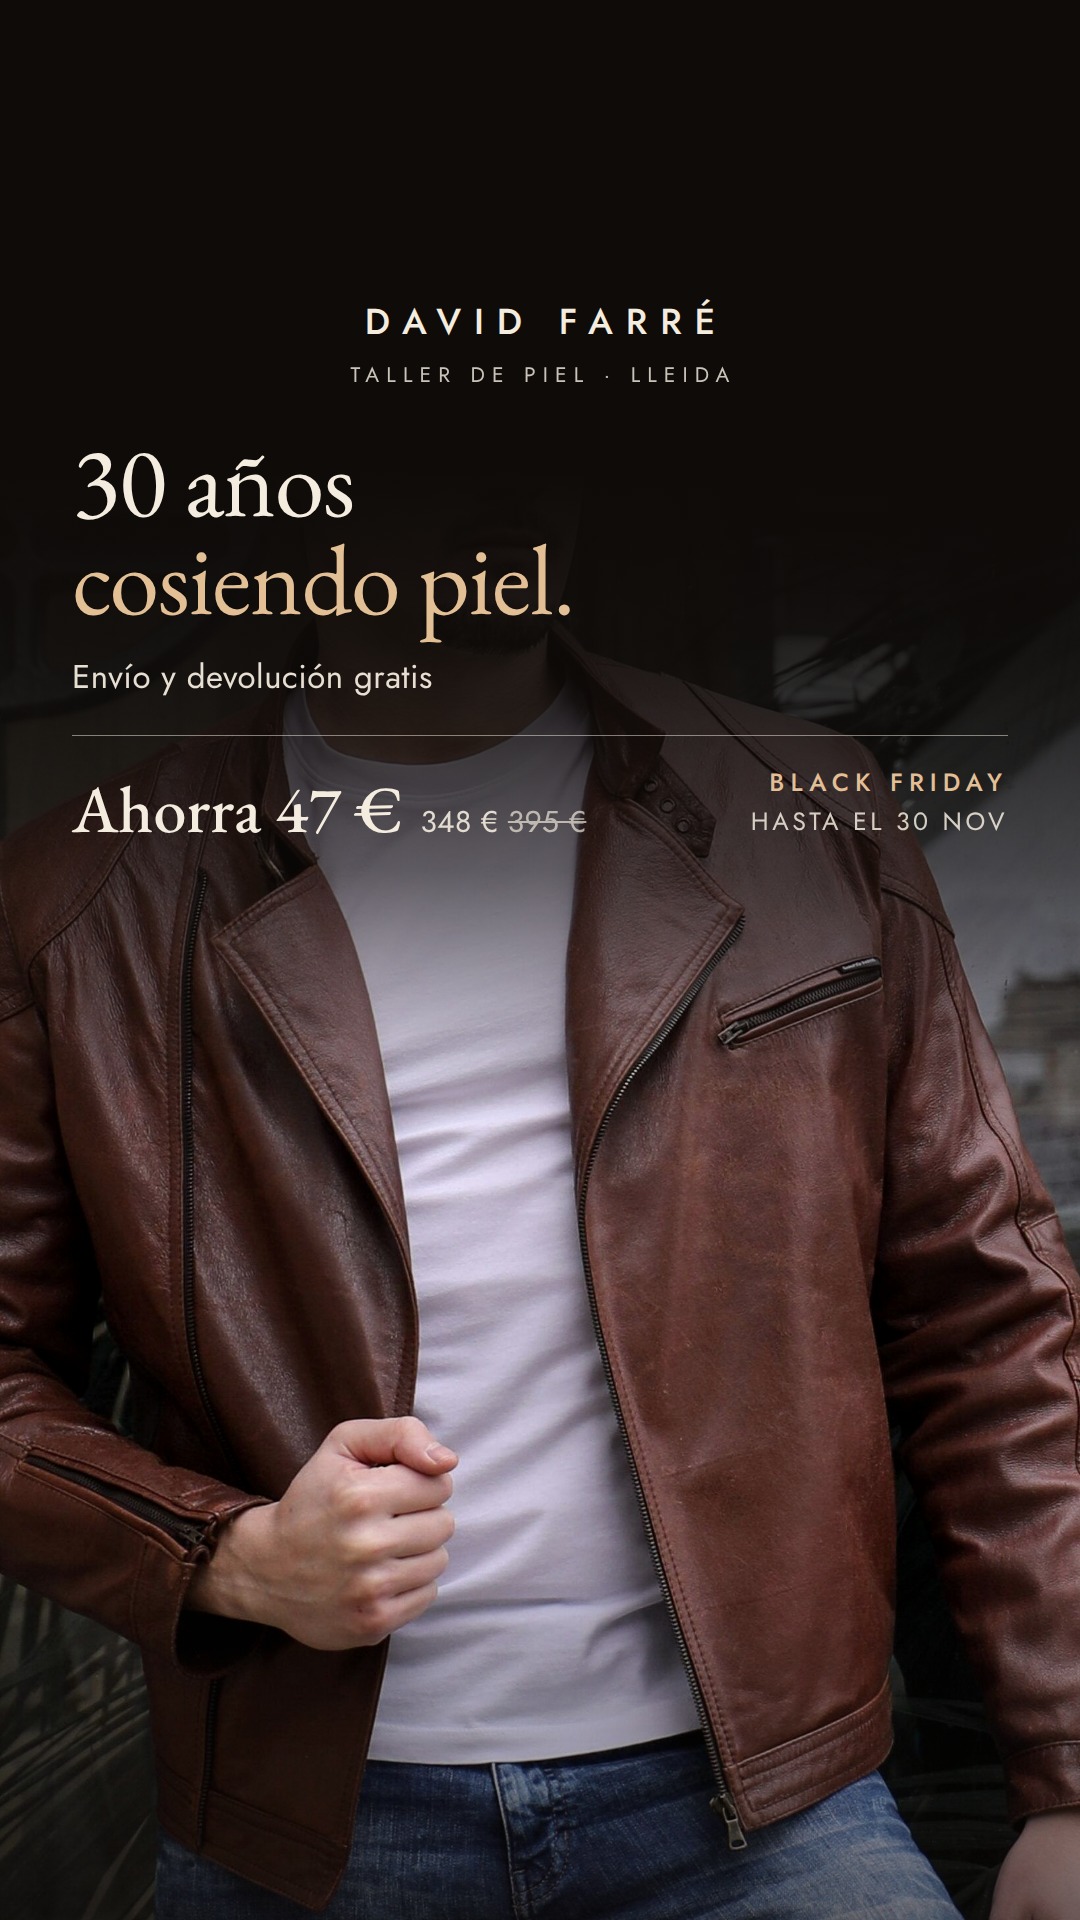 DAVID FARRÉ
TALLER DE PIEL · LLEIDA
30 años
cosiendo piel.
Envío y devolución gratis
Ahorra 47 € 348 € 395 €
BLACK FRIDAY
HASTA EL 30 NOV